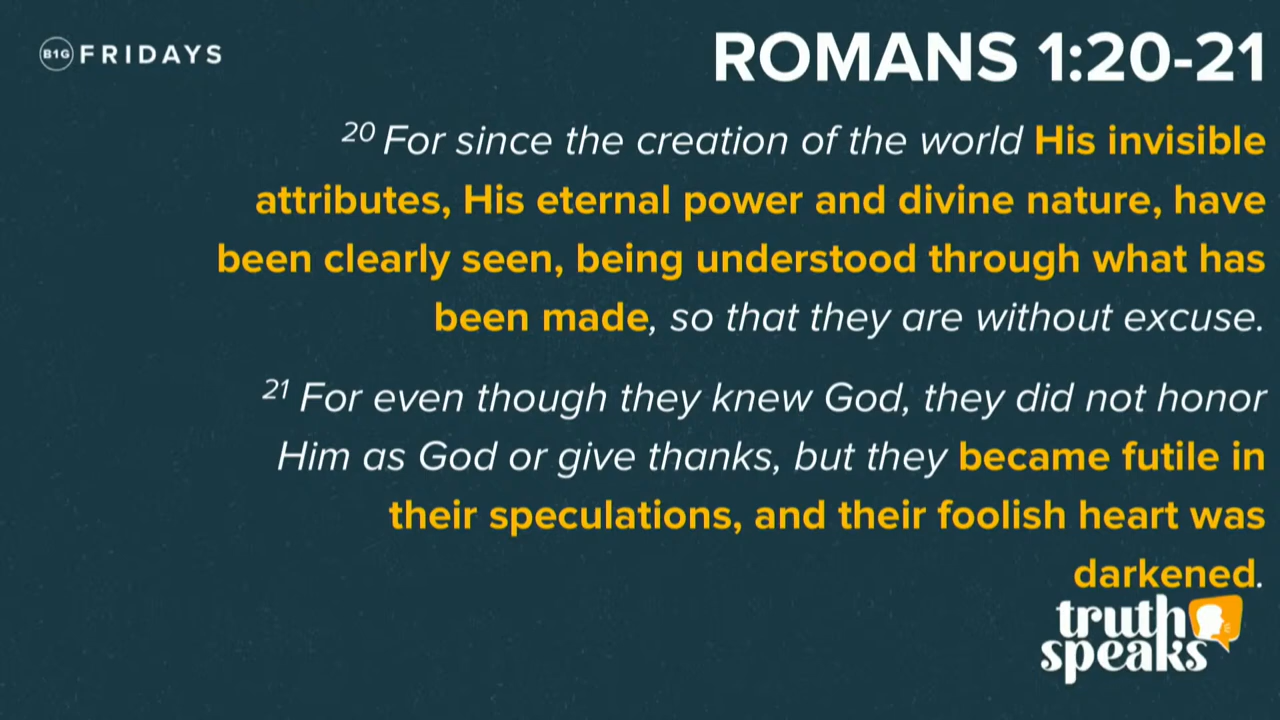 B1G FRIDAYS
ROMANS 1:20-21
20 For since the creation of the world His invisible
attributes, His eternal power and divine nature, have
been clearly seen, being understood through what has
been made, so that they are without excuse.
21 For even though they knew God, they did not honor
Him as God or give thanks, but they became futile in
their speculations, and their foolish heart was
darkened.
truth
speaks